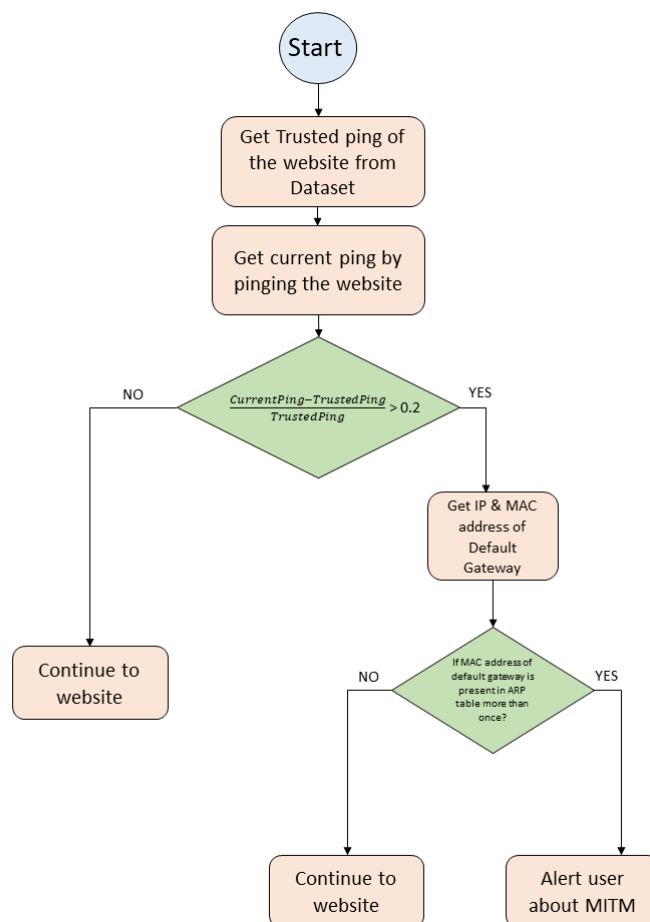 Start
Get Trusted ping of
the website from
Dataset
Get current ping by
pinging the website
NO
YES
CurrentPing−TrustedPing
TrustedPing
> 0.2
Get IP & MAC
address of
Default
Gateway
If MAC address of
default gateway is
present in ARP
table more than
once?
NO
YES
Continue to
website
Continue to
website
Alert user
about MITM